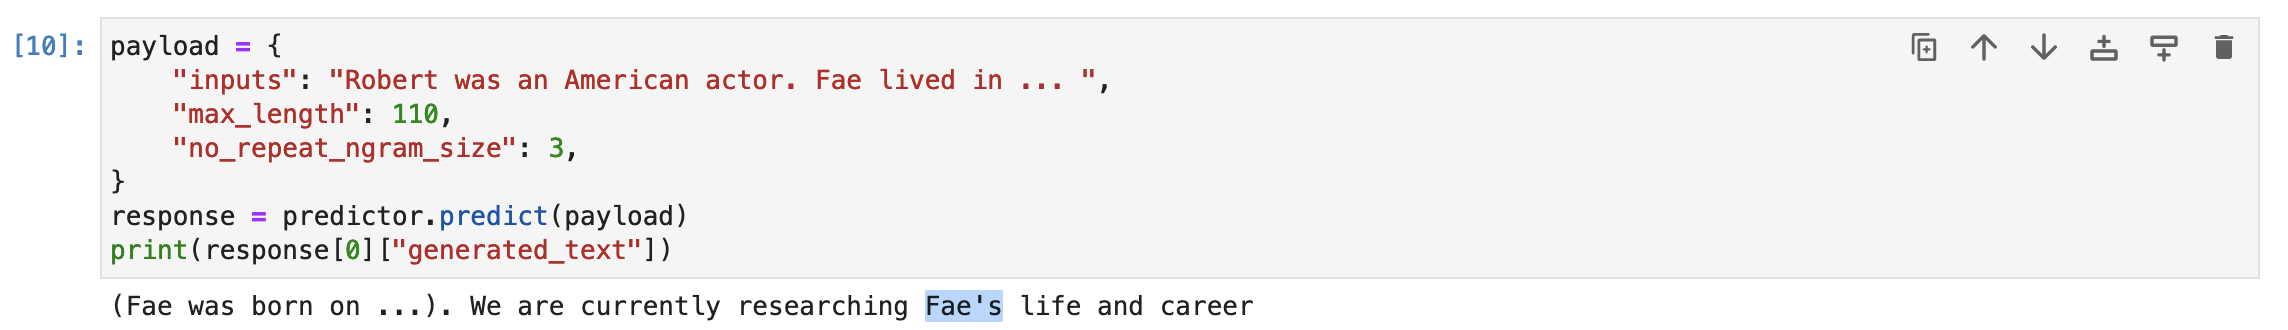 [10]: payload = {
    "inputs": "Robert was an American actor. Fae lived in ... ",
    "max_length": 110,
    "no_repeat_ngram_size": 3,
}
response = predictor.predict(payload)
print(response[0]["generated_text"])
(Fae was born on ...). We are currently researching Fae's life and career